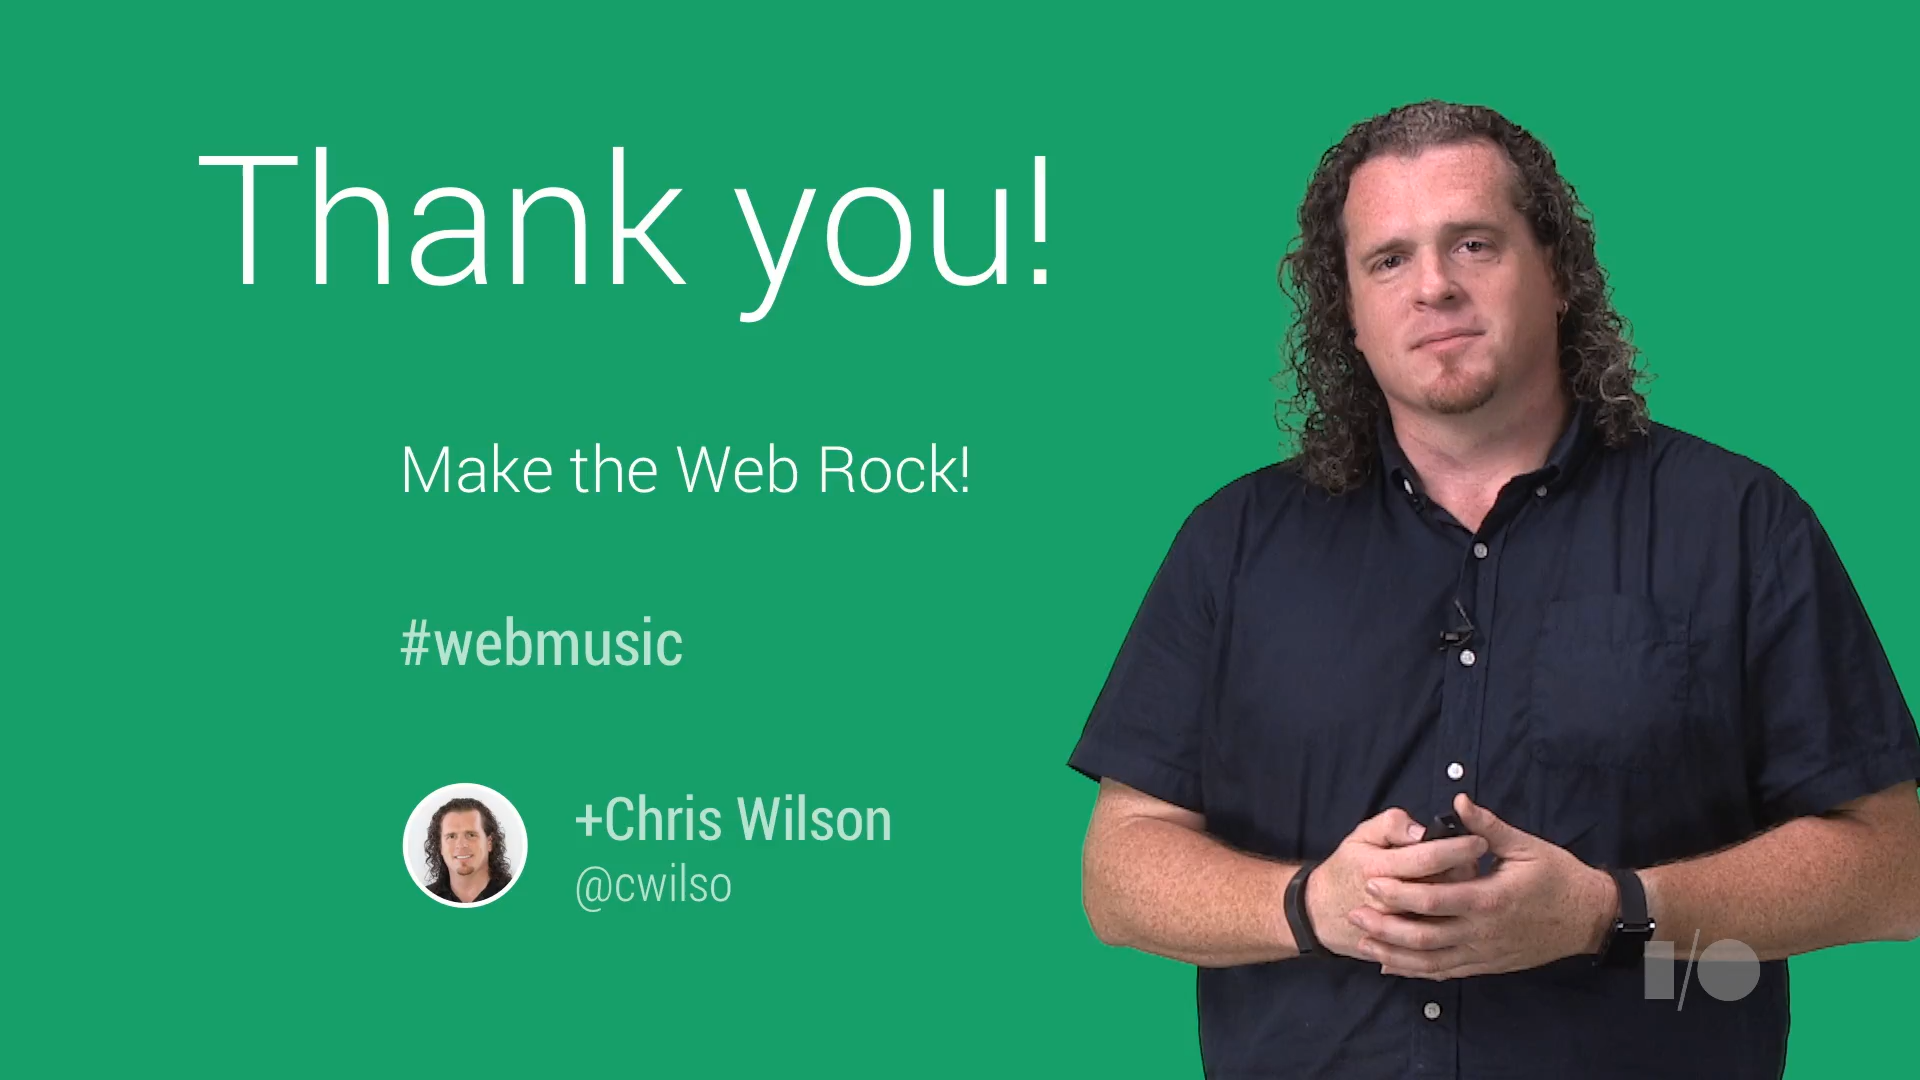 Thank you!
Make the Web Rock!
#webmusic
+Chris Wilson
@cwilso
I/O